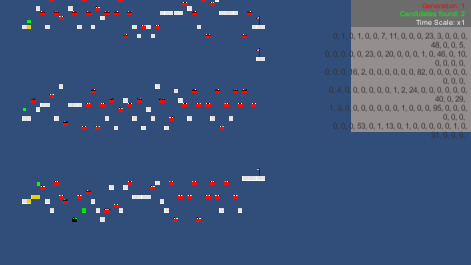 Generation: 1
Candidates found: 2
Time Scale: x1
0, 1, 0, 1, 0, 0, 7, 11, 0, 0, 0, 23, 3, 0, 0, 0,
48, 0, 0, 5,
0, 0, 0, 0, 23, 0, 20, 0, 0, 0, 1, 0, 46, 0, 10,
0, 0, 0, 0,
0, 0, 0, 16, 2, 0, 0, 0, 0, 0, 0, 82, 0, 0, 0, 0,
0, 0, 0,
0, 4, 0, 0, 0, 0, 0, 0, 1, 2, 24, 0, 0, 0, 0, 0,
40, 0, 29,
1, 3, 0, 0, 0, 0, 0, 0, 0, 1, 0, 0, 0, 95, 0, 0, 0,
0, 0, 0,
0, 0, 0, 53, 0, 1, 13, 0, 1, 0, 0, 0, 0, 0, 1, 0,